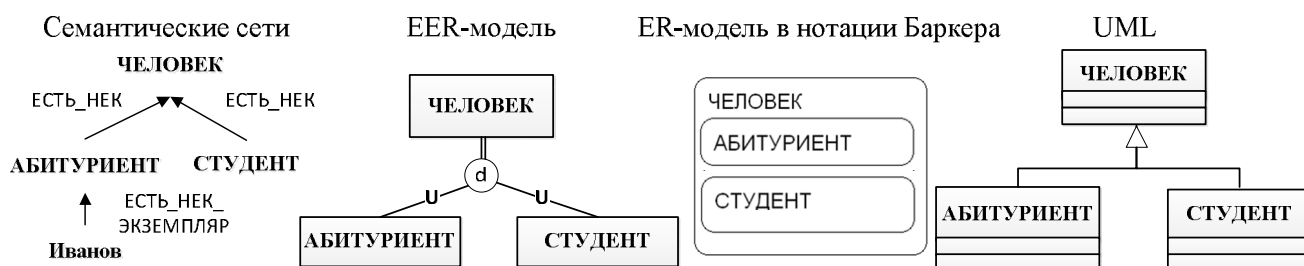 Семантические сети
ЧЕЛОВЕК
ЕСТЬ_НЕК ЕСТЬ_НЕК
АБИТУРИЕНТ СТУДЕНТ
ЕСТЬ_НЕК_
ЭКЗЕМПЛЯР
Иванов
EER-модель
ЧЕЛОВЕК
d
U U
АБИТУРИЕНТ СТУДЕНТ
ER-модель в нотации Баркера
ЧЕЛОВЕК
АБИТУРИЕНТ
СТУДЕНТ
UML
ЧЕЛОВЕК
АБИТУРИЕНТ СТУДЕНТ